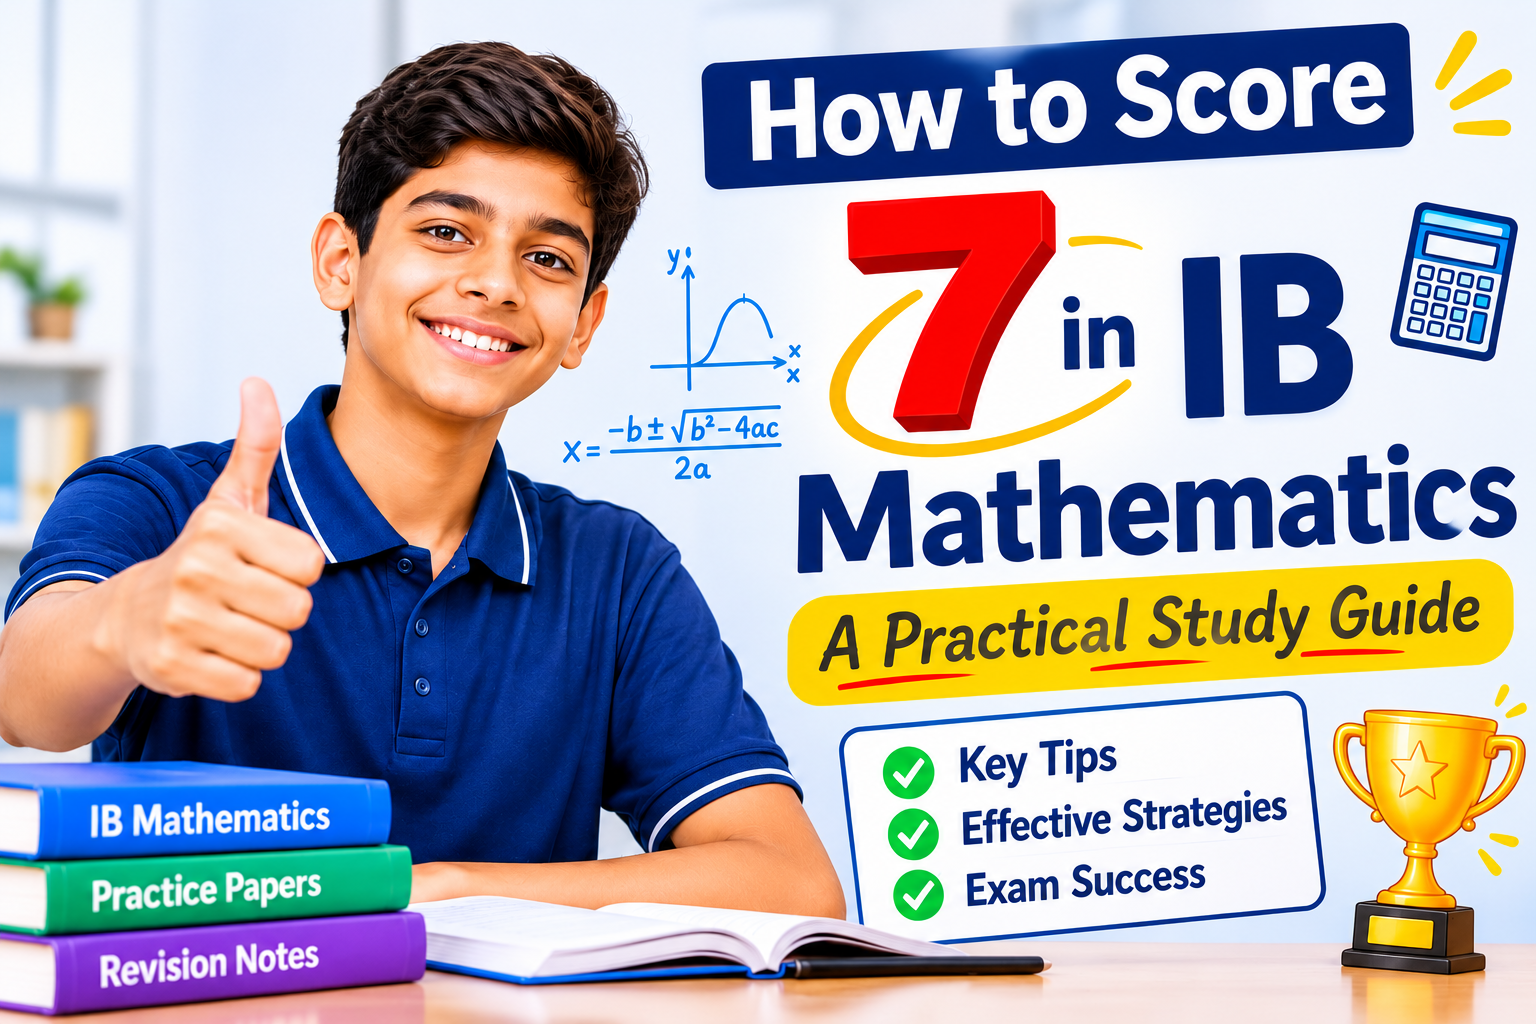 How to Score
7 in IB
Mathematics
A Practical Study Guide
Key Tips
Effective Strategies
Exam Success
y
x
x
x = -b ± √b² - 4ac
2a
IB Mathematics
Practice Papers
Revision Notes